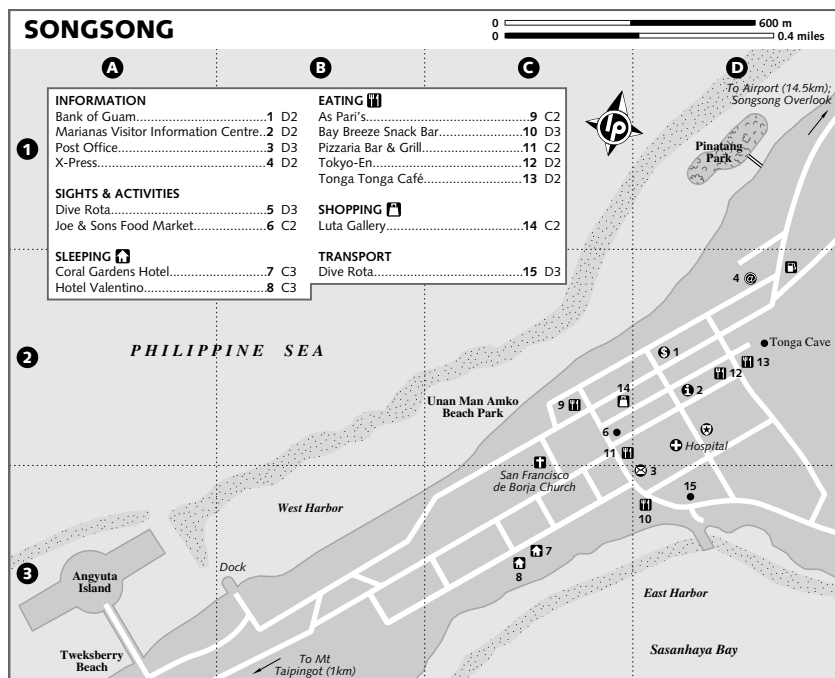 SONGSONG
0 600 m
0 0.4 miles
A B C D
To Airport (14.5km);
Songsong Overlook
INFORMATION
Bank of Guam 1 D2
Marianas Visitor Information Centre..2 D2
Post Office 3 D3
X-Press 4 D2
SIGHTS & ACTIVITIES
Dive Rota 5 D3
Joe & Sons Food Market 6 C2
SLEEPING
Coral Gardens Hotel 7 C3
Hotel Valentino 8 C3
EATING
As Pari's 9 C2
Bay Breeze Snack Bar 10 D3
Pizzaria Bar & Grill 11 C2
Tokyo-En 12 D2
Tonga Tonga Café 13 D2
SHOPPING
Luta Gallery 14 C2
TRANSPORT
Dive Rota 15 D3
lp
1
Pinatang
Park
4 @
2
PHILIPPINE SEA
$ 1
Tonga Cave
13
12
14
i 2
Unan Man Amko
Beach Park
9
6
Hospital
11
3
San Francisco
de Borja Church
15
West Harbor
10
7
8
3
Angyuta
Island
Dock
East Harbor
Tweksberry
Beach
To Mt
Taipingot (1km)
Sasanhaya Bay